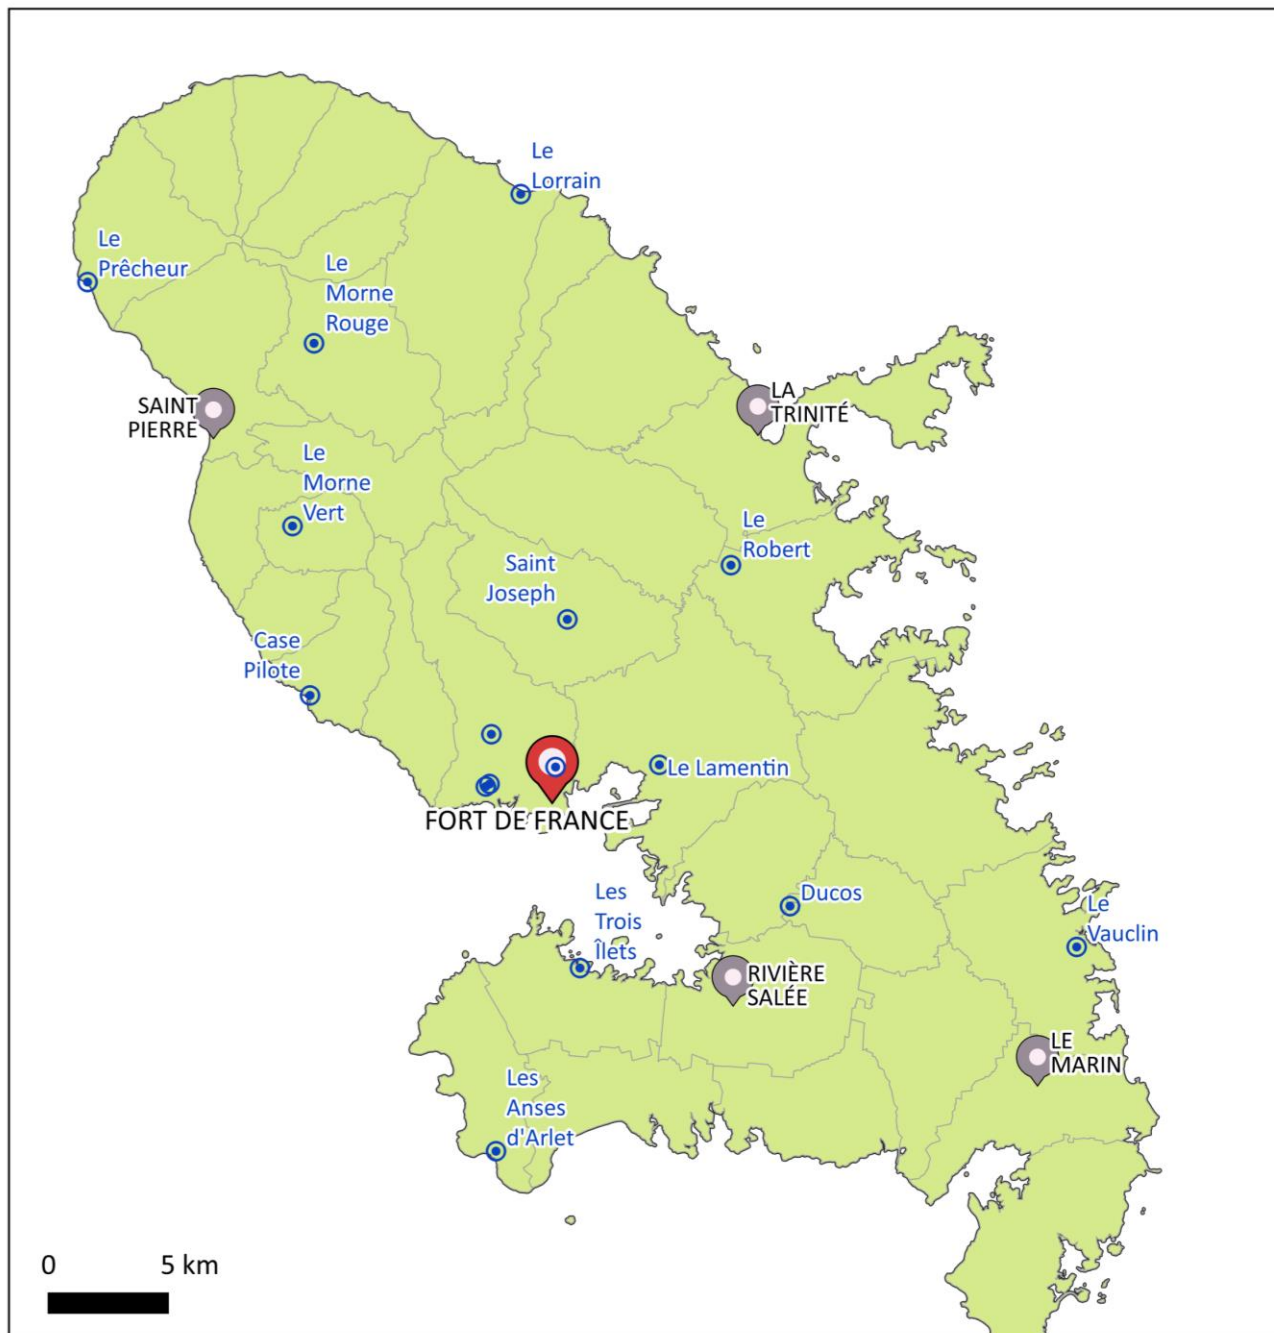 Le
Lorrain
Le
Prêcheur
Le
Morne
Rouge
SAINT
PIERRE
LA
TRINITÉ
Le
Morne
Vert
Le
Robert
Saint
Joseph
Case
Pilote
Le Lamentin
FORT DE FRANCE
Les
Trois
Îlets
Ducos
Le
Vauclin
RIVIÈRE
SALÉE
LE
MARIN
Les
Anses
d'Arlet
0 5 km